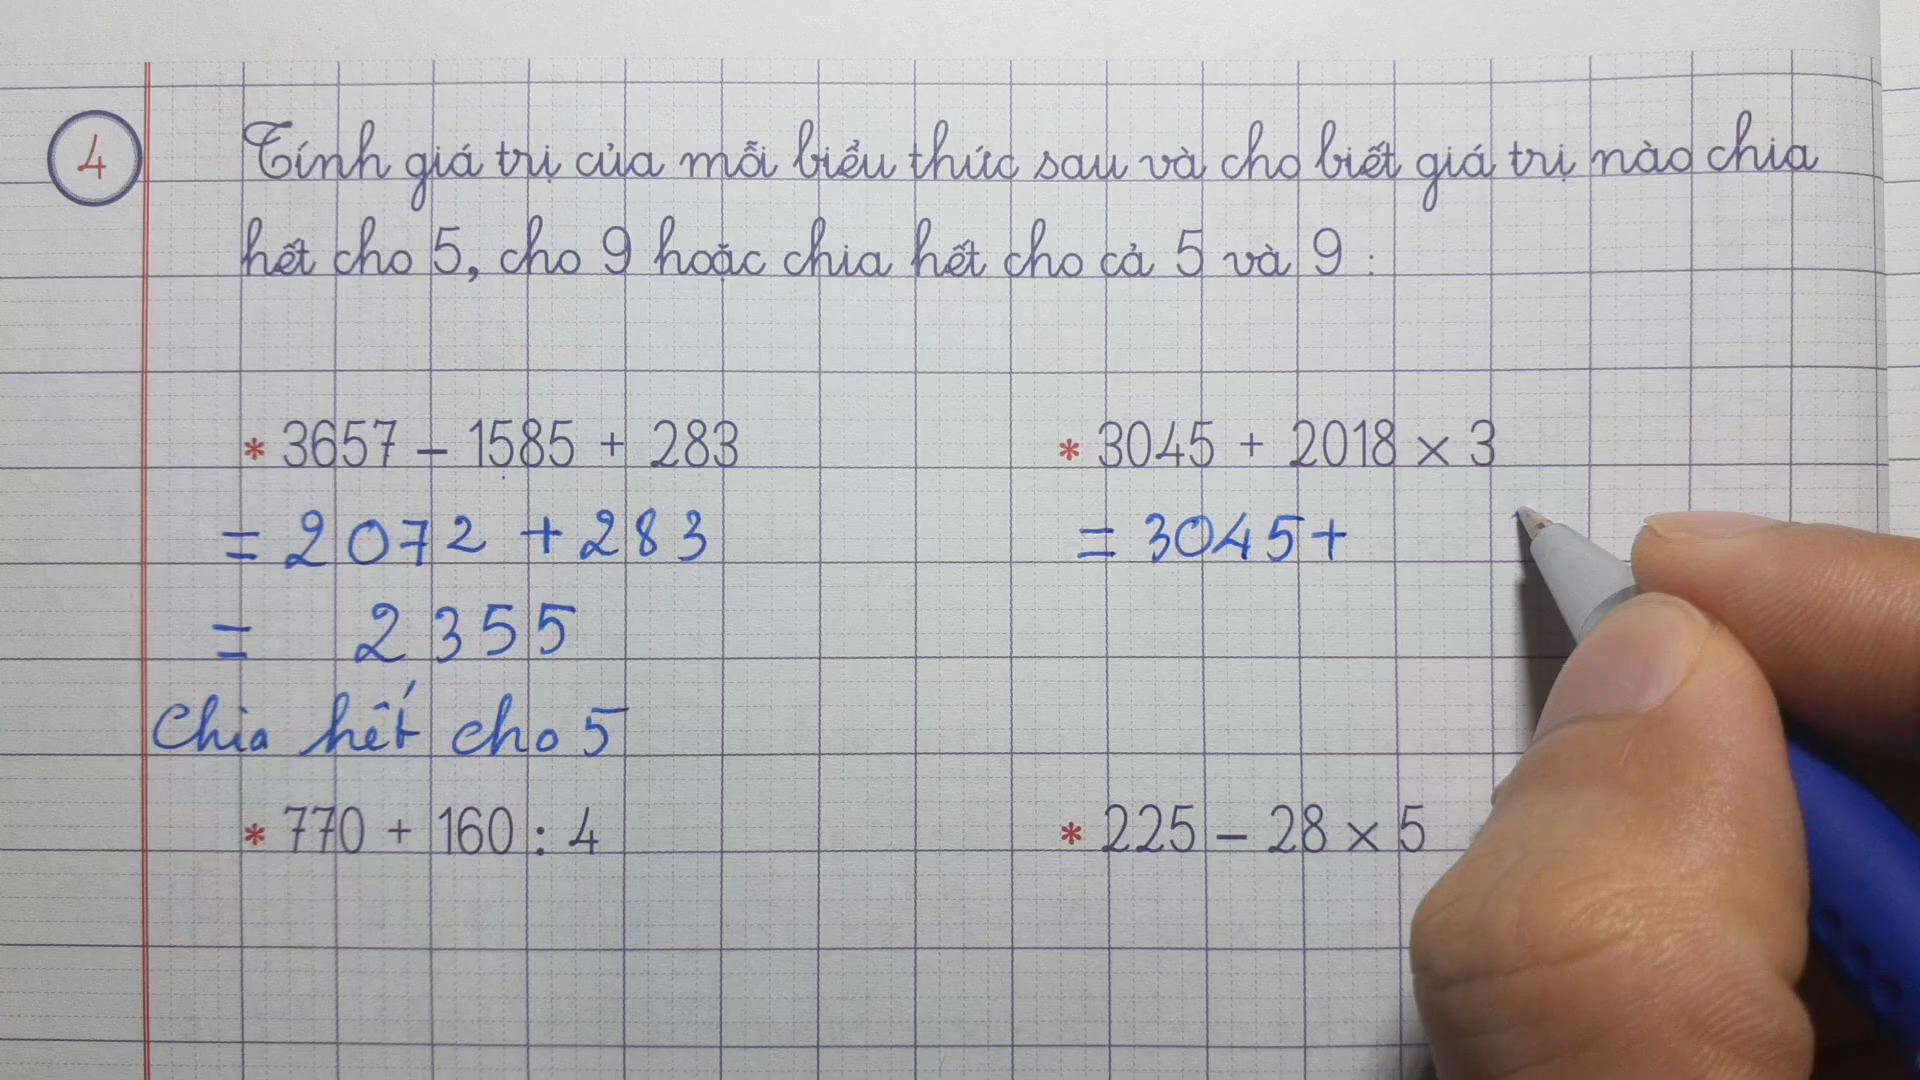 4
Tính giá trị của mỗi biểu thức sau và cho biết giá trị nào chia
hết cho 5, cho 9 hoặc chia hết cho cả 5 và 9 :
* 3657 - 1585 + 283
= 2072 + 283
= 2355
Chia hết cho 5
* 3045 + 2018 × 3
= 3045 +
* 770 + 160 : 4
* 225 - 28 × 5